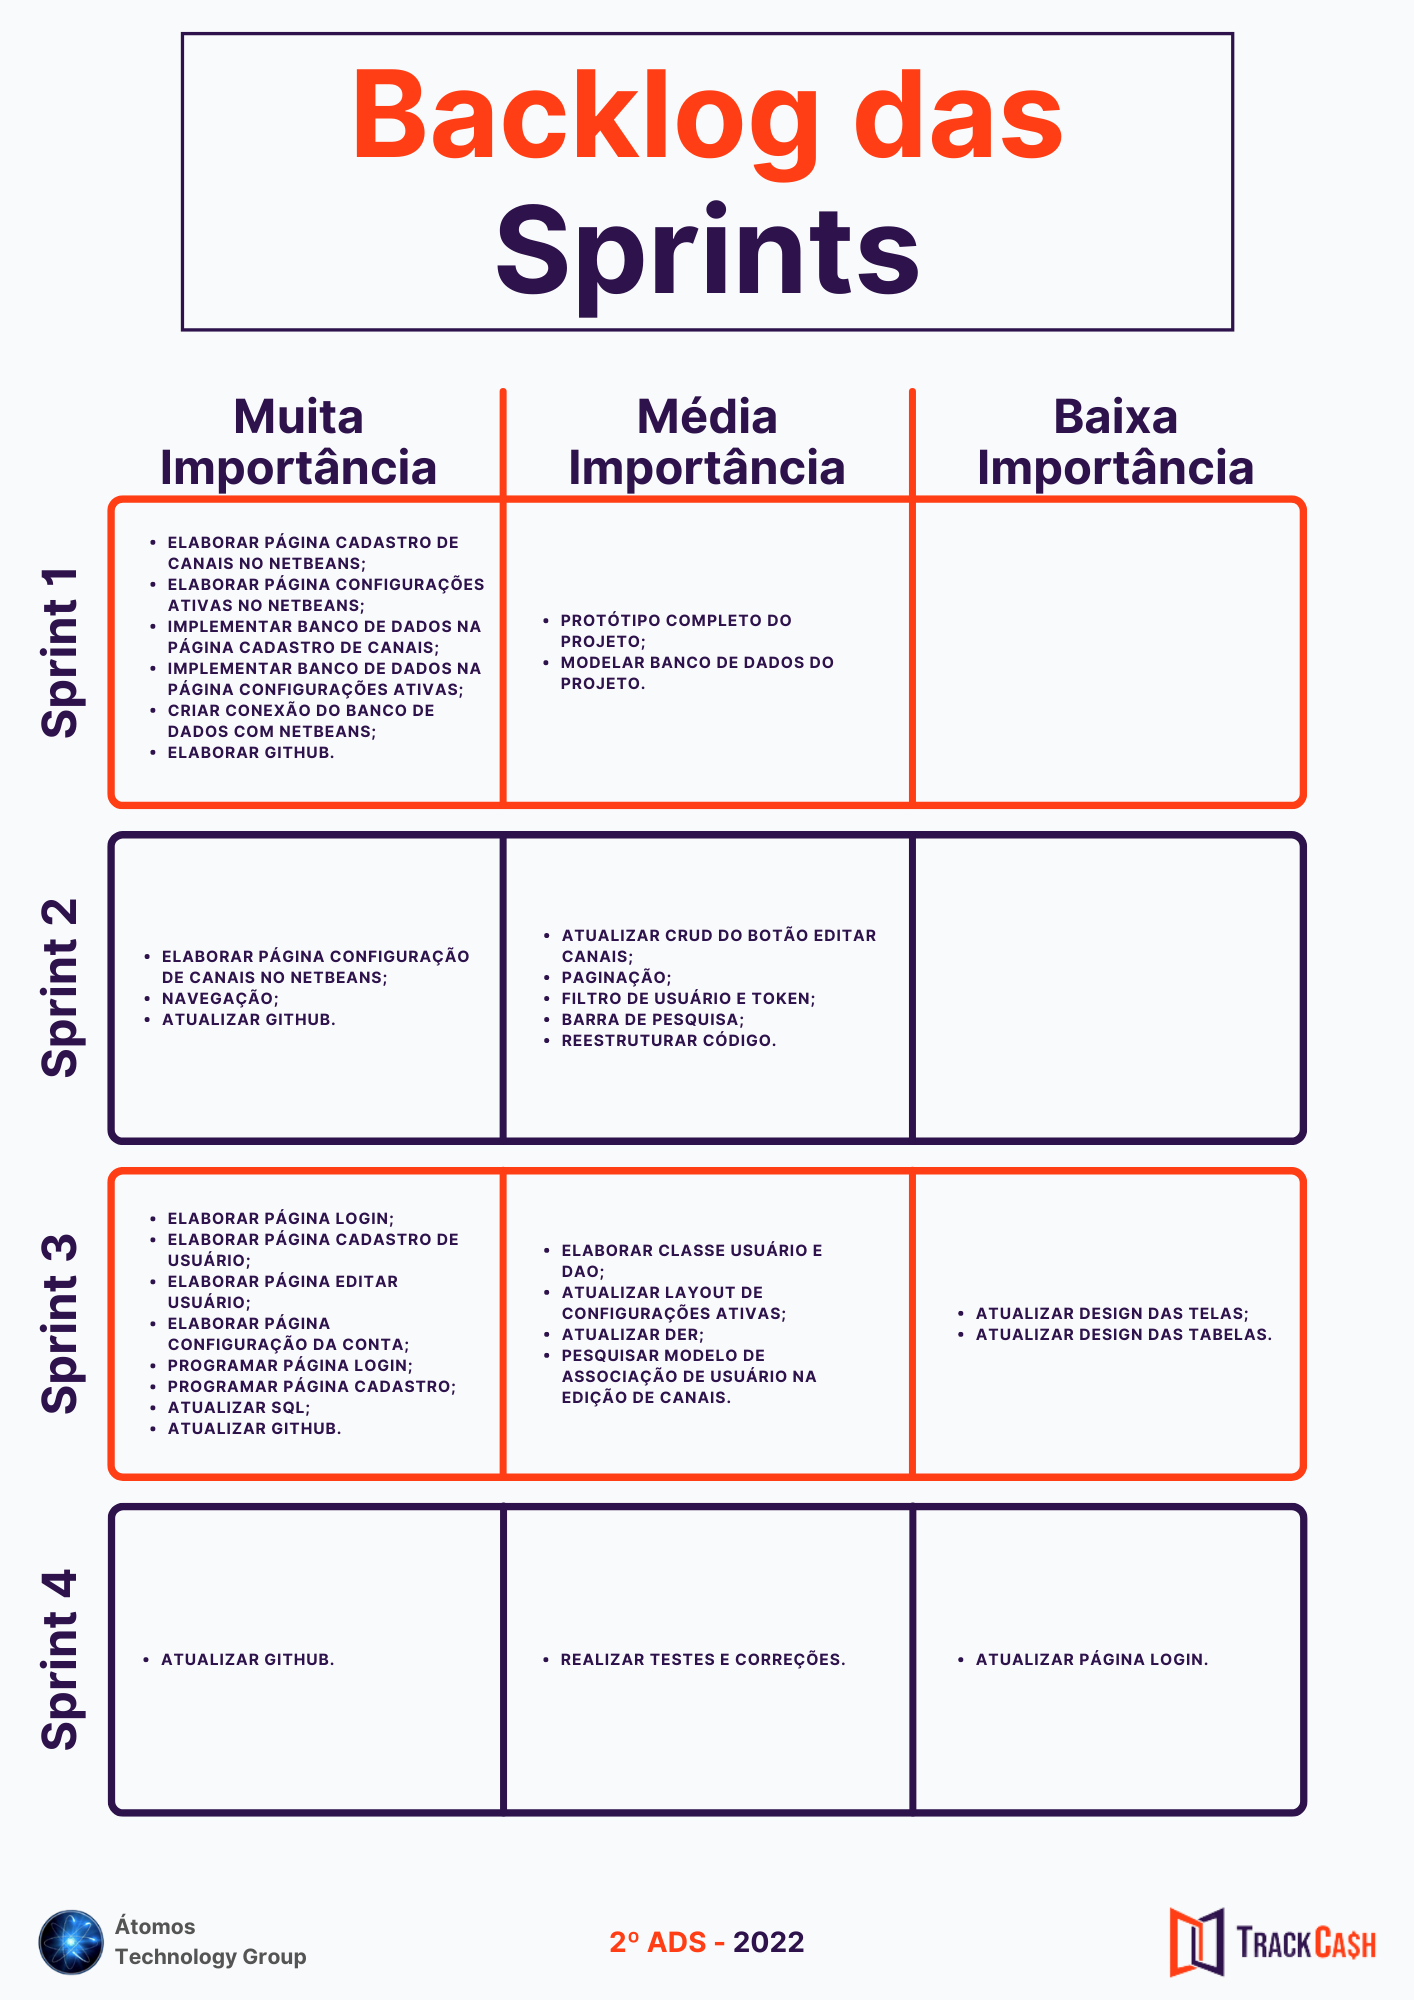 Backlog das
Sprints
Muita
Importância
Média
Importância
Baixa
Importância
Sprint 1
ELABORAR PÁGINA CADASTRO DE
CANAIS NO NETBEANS;
ELABORAR PÁGINA CONFIGURAÇÕES
ATIVAS NO NETBEANS;
IMPLEMENTAR BANCO DE DADOS NA
PÁGINA CADASTRO DE CANAIS;
IMPLEMENTAR BANCO DE DADOS NA
PÁGINA CONFIGURAÇÕES ATIVAS;
CRIAR CONEXÃO DO BANCO DE
DADOS COM NETBEANS;
ELABORAR GITHUB.
PROTÓTIPO COMPLETO DO
PROJETO;
MODELAR BANCO DE DADOS DO
PROJETO.
Sprint 2
ELABORAR PÁGINA CONFIGURAÇÃO
DE CANAIS NO NETBEANS;
NAVEGAÇÃO;
ATUALIZAR GITHUB.
ATUALIZAR CRUD DO BOTÃO EDITAR
CANAIS;
PAGINAÇÃO;
FILTRO DE USUÁRIO E TOKEN;
BARRA DE PESQUISA;
REESTRUTURAR CÓDIGO.
Sprint 3
ELABORAR PÁGINA LOGIN;
ELABORAR PÁGINA CADASTRO DE
USUÁRIO;
ELABORAR PÁGINA EDITAR
USUÁRIO;
ELABORAR PÁGINA
CONFIGURAÇÃO DA CONTA;
PROGRAMAR PÁGINA LOGIN;
PROGRAMAR PÁGINA CADASTRO;
ATUALIZAR SQL;
ATUALIZAR GITHUB.
ELABORAR CLASSE USUÁRIO E
DAO;
ATUALIZAR LAYOUT DE
CONFIGURAÇÕES ATIVAS;
ATUALIZAR DER;
PESQUISAR MODELO DE
ASSOCIAÇÃO DE USUÁRIO NA
EDIÇÃO DE CANAIS.
ATUALIZAR DESIGN DAS TELAS;
ATUALIZAR DESIGN DAS TABELAS.
Sprint 4
ATUALIZAR GITHUB.
REALIZAR TESTES E CORREÇÕES.
ATUALIZAR PÁGINA LOGIN.
Átomos
Technology Group
2º ADS - 2022
TRACKCA$H